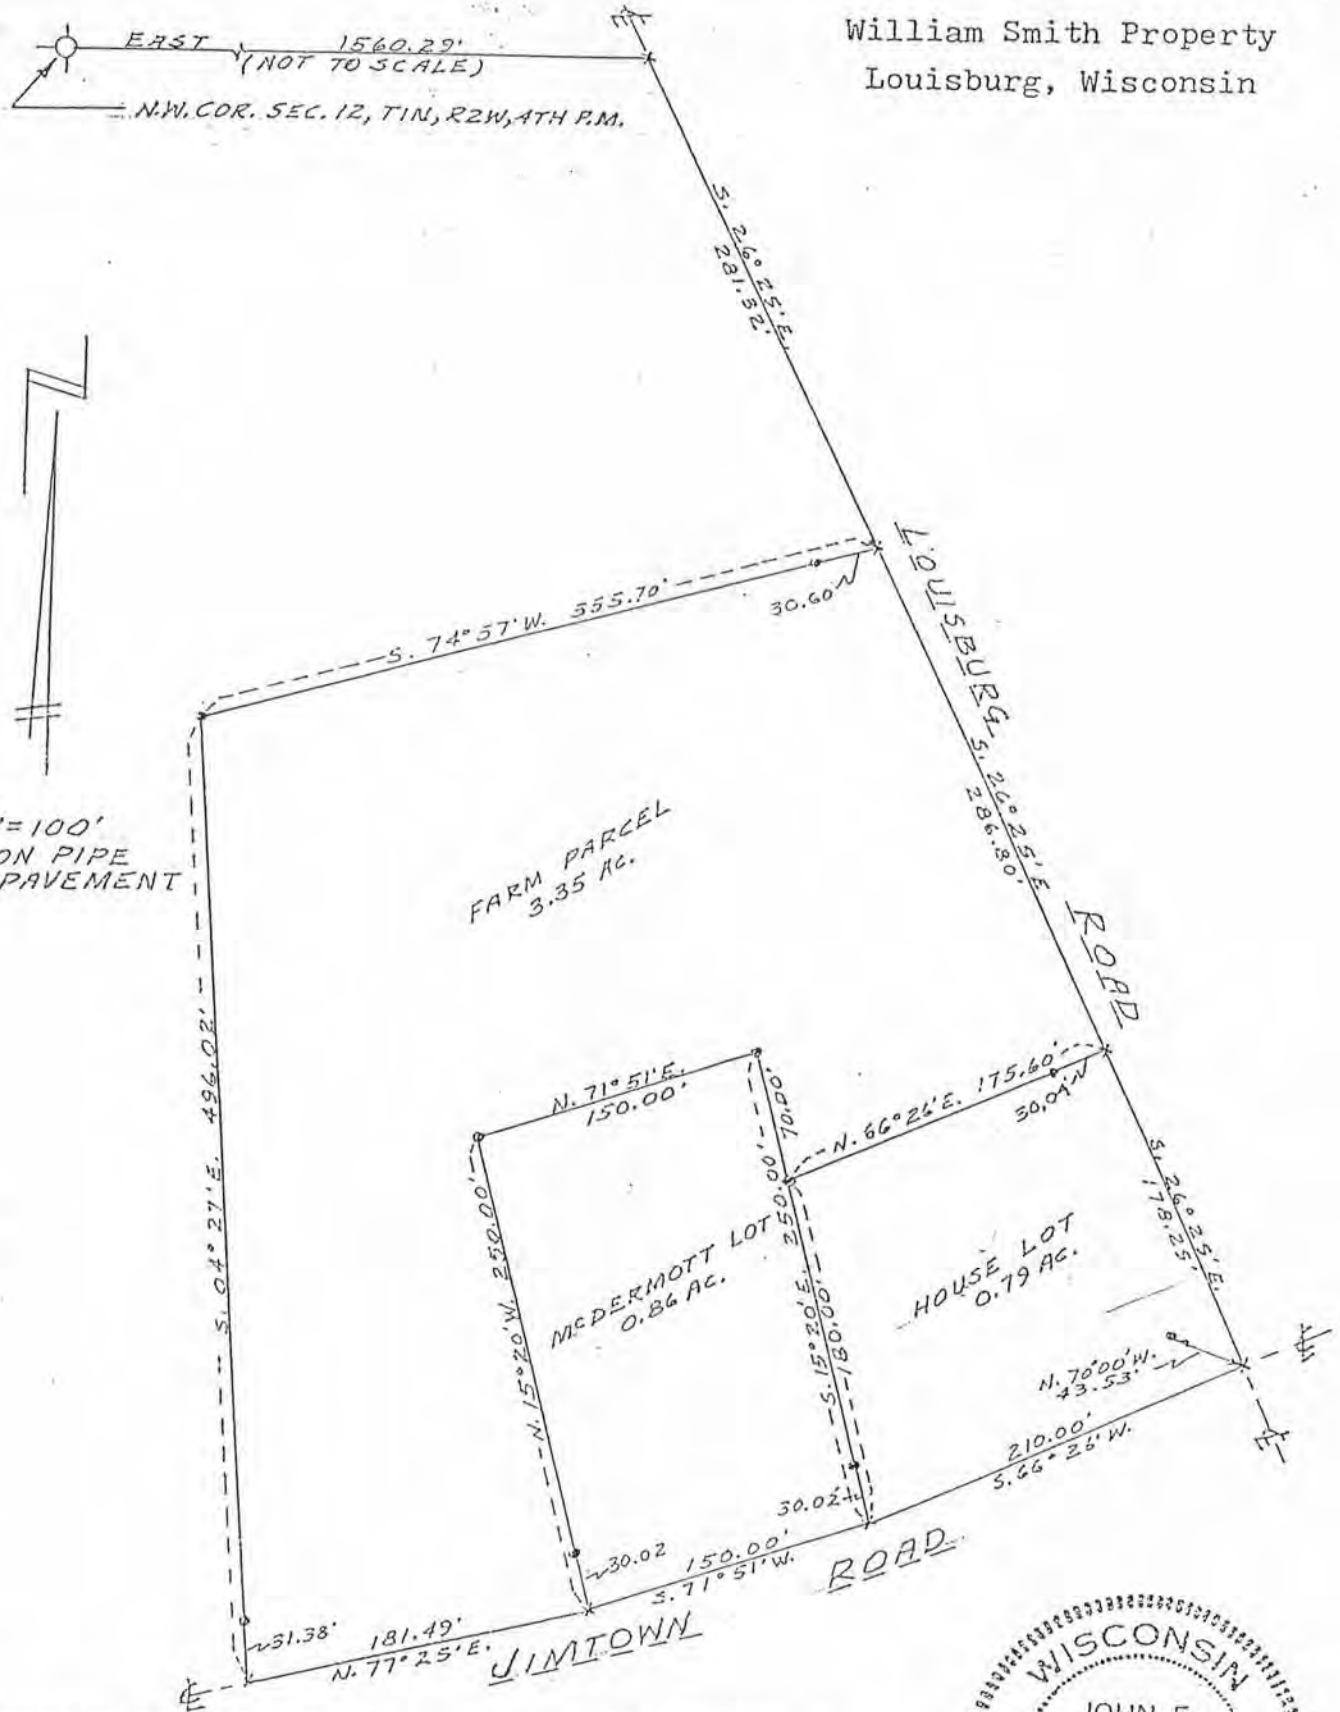 William Smith Property
Louisburg, Wisconsin
EAST 1560.29'
(NOT TO SCALE)
N.W. COR. SEC. 12, T1N, R2W, 4TH P.M.
S. 26° 25' E.
281.32'
N
LOUISBURG ROAD
S. 74° 57' W. 555.70'
30.60'
S. 26° 25' E
286.80'
'=100'
ON PIPE
PAVEMENT
FARM PARCEL
3.35 AC.
S. 04° 27' E. 496.02'
N. 71° 51' E.
150.00'
70.00'
N. 66° 26' E. 175.60'
30.04'
S. 26° 25' E.
178.25'
N. 15° 20' W. 250.00'
MCDERMOTT LOT
0.86 AC.
S. 15° 20' E. 250.00'
180.00'
HOUSE LOT
0.79 AC.
N. 70° 00' W.
43.53'
210.00'
S. 66° 26' W.
30.02
30.02
150.00'
S. 71° 51' W.
31.38'
181.49'
N. 77° 25' E.
JIMTOWN ROAD
WISCONSIN
JOHN F.